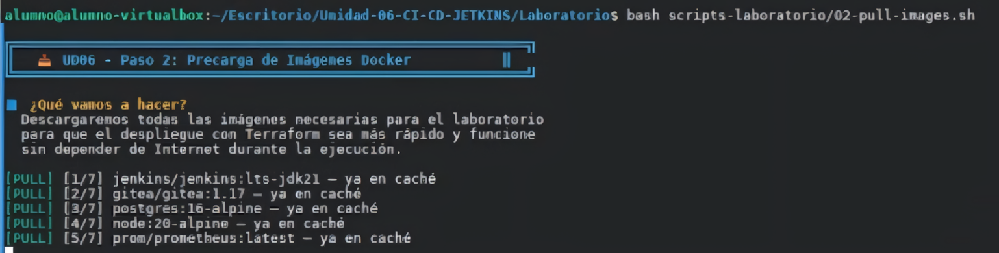 alumno@alumno-virtualbox:~/Escritorio/Unidad-06-CI-CD-JETKINS/Laboratorio$ bash scripts-laboratorio/02-pull-images.sh
UD06 - Paso 2: Precarga de Imágenes Docker
¿Qué vamos a hacer?
Descargaremos todas las imágenes necesarias para el laboratorio
para que el despliegue con Terraform sea más rápido y funcione
sin depender de Internet durante la ejecución.
[PULL] [1/7] jenkins/jenkins:lts-jdk21 — ya en caché
[PULL] [2/7] gitea/gitea:1.17 — ya en caché
[PULL] [3/7] postgres:16-alpine — ya en caché
[PULL] [4/7] node:20-alpine — ya en caché
[PULL] [5/7] prom/prometheus:latest — ya en caché